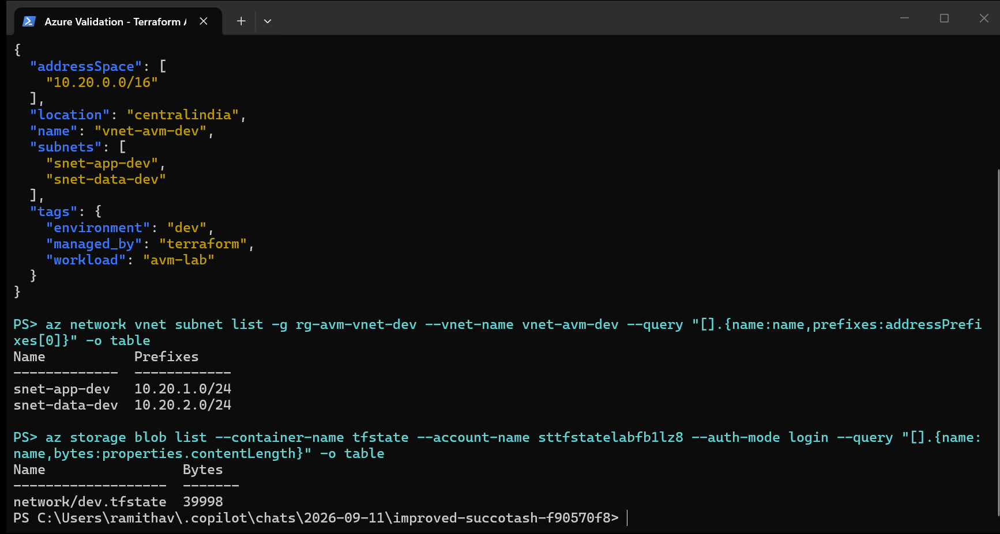 Azure Validation - Terraform A
{
  "addressSpace": [
    "10.20.0.0/16"
  ],
  "location": "centralindia",
  "name": "vnet-avm-dev",
  "subnets": [
    "snet-app-dev",
    "snet-data-dev"
  ],
  "tags": {
    "environment": "dev",
    "managed_by": "terraform",
    "workload": "avm-lab"
  }
}
PS> az network vnet subnet list -g rg-avm-vnet-dev --vnet-name vnet-avm-dev --query "[].{name:name,prefixes:addressPrefi
xes[0]}" -o table
Name           Prefixes
-------------  ------------
snet-app-dev   10.20.1.0/24
snet-data-dev  10.20.2.0/24
PS> az storage blob list --container-name tfstate --account-name sttfstatelabfb1lz8 --auth-mode login --query "[].{name:
name,bytes:properties.contentLength}" -o table
Name                 Bytes
-------------------  -------
network/dev.tfstate  39998
PS C:\Users\ramithav\.copilot\chats\2026-09-11\improved-succotash-f90570f8>